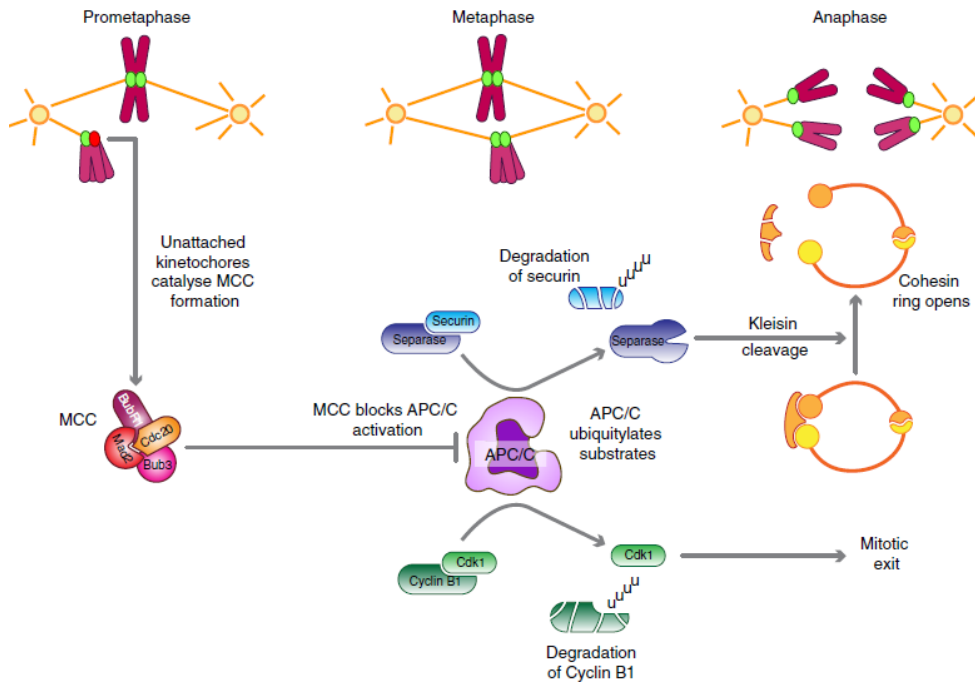 Prometaphase
Metaphase
Anaphase
Unattached
kinetochores
catalyse MCC
formation
Degradation
of securin
u u u u
Securin
Separase
Separase
Kleisin
cleavage
Cohesin
ring opens
MCC
BubR1
Cdc20
Mad2
Bub3
MCC blocks APC/C
activation
APC/C
APC/C
ubiquitylates
substrates
Cdk1
Cyclin B1
Cdk1
u u u u
Mitotic
exit
Degradation
of Cyclin B1